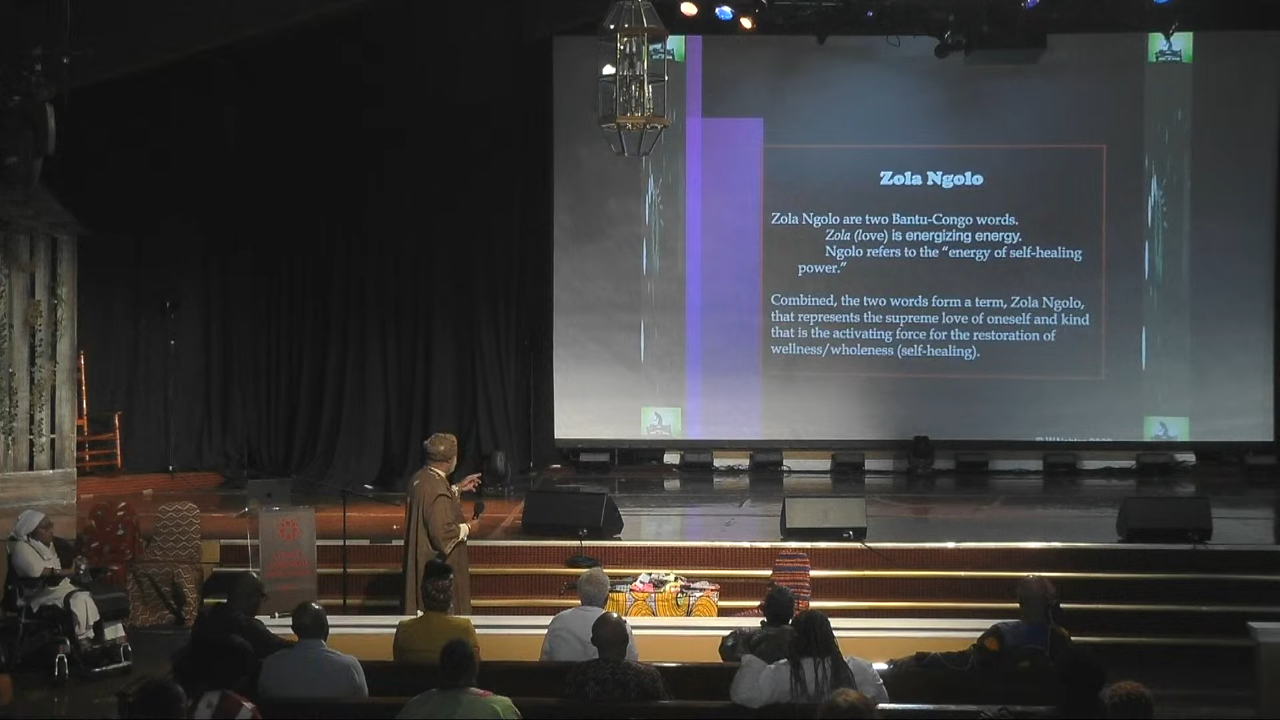 Zola Ngolo
Zola Ngolo are two Bantu-Congo words.
Zola (love) is energizing energy.
Ngolo refers to the “energy of self-healing
power.”
Combined, the two words form a term, Zola Ngolo,
that represents the supreme love of oneself and kind
that is the activating force for the restoration of
wellness/wholeness (self-healing).